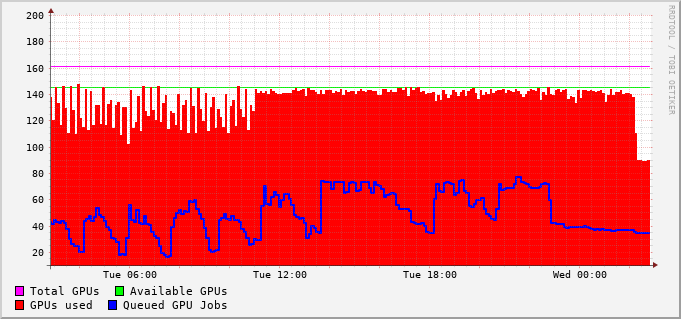 200
180
160
140
120
100
80
60
40
20
Tue 06:00 Tue 12:00 Tue 18:00 Wed 00:00
Total GPUs Available GPUs
GPUs used Queued GPU Jobs
RRDTOOL / TOBI OETIKER